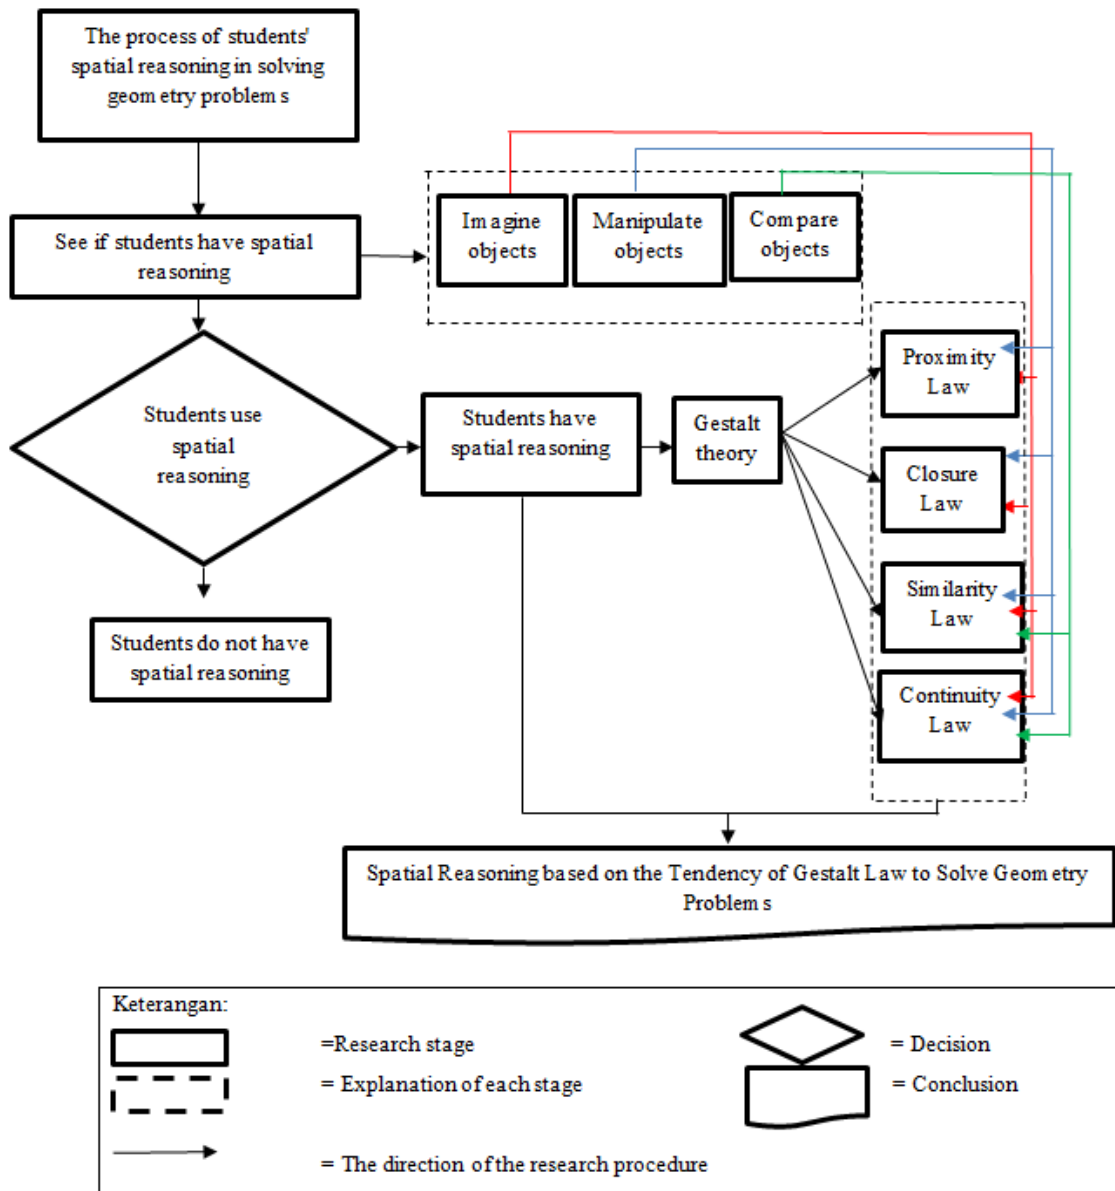 The process of students'
spatial reasoning in solving
geometry problems
See if students have spatial
reasoning
Imagine
objects
Manipulate
objects
Compare
objects
Students use
spatial
reasoning
Students have
spatial reasoning
Gestalt
theory
Proximity
Law
Closure
Law
Similarity
Law
Continuity
Law
Students do not have
spatial reasoning
Spatial Reasoning based on the Tendency of Gestalt Law to Solve Geometry
Problems
Keterangan:
=Research stage
= Explanation of each stage
= The direction of the research procedure
= Decision
= Conclusion